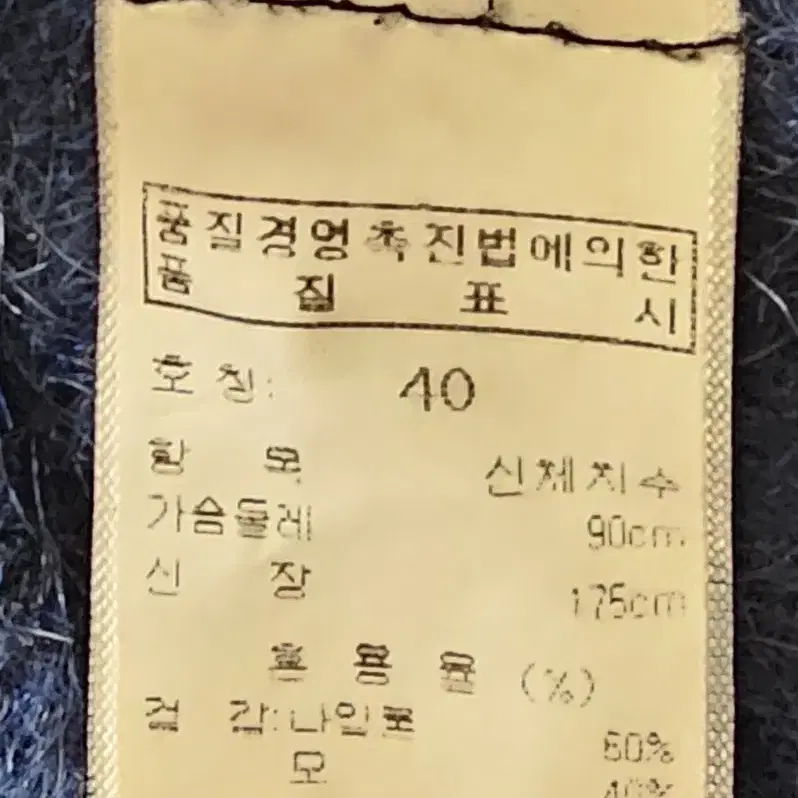 품질경영촉진법에의한
품 질 표 시
호 칭: 40
항 목 신체치수
가슴둘레 90cm
신 장 175cm
혼 용 율 (%)
겉 감:나일론 60%
모 40%